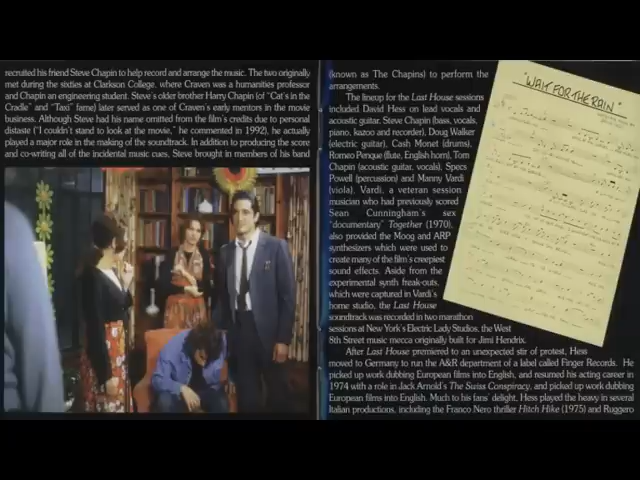 recruited his friend Steve Chapin to help record and arrange the music. The two originally
met during the sixties at Clarkson College, where Craven was a humanities professor
and Chapin an engineering student. Steve's older brother Harry Chapin (of "Cat's in the
Cradle" and "Taxi" fame) later served as one of Craven's early mentors in the movie
business. Although Steve had his name omitted from the film's credits due to personal
distaste ("I couldn't stand to look at the movie," he commented in 1992), he actually
played a major role in the making of the soundtrack. In addition to producing the score
and co-writing all of the incidental music cues, Steve brought in members of his band
(known as The Chapins) to perform the
arrangements.
The lineup for the Last House sessions
included David Hess on lead vocals and
acoustic guitar, Steve Chapin (bass, vocals,
piano, kazoo and recorder), Doug Walker
(electric guitar), Cash Monet (drums),
Romeo Penque (flute, English horn), Tom
Chapin (acoustic guitar, vocals), Specs
Powell (percussion) and Manny Vardi
(viola). Vardi, a veteran session
musician who had previously scored
Sean Cunningham's sex
"documentary" Together (1970),
also provided the Moog and ARP
synthesizers which were used to
create many of the film's creepiest
sound effects. Aside from the
experimental synth freak-outs,
which were captured in Vardi's
home studio, the Last House
soundtrack was recorded in two marathon
sessions at New York's Electric Lady Studios, the West
8th Street music mecca originally built for Jimi Hendrix.
After Last House premiered to an unexpected stir of protest, Hess
moved to Germany to run the A&R department of a label called Finger Records. He
picked up work dubbing European films into English, and resumed his acting career in
1974 with a role in Jack Arnold's The Swiss Conspiracy, and picked up work dubbing
European films into English. Much to his fans' delight, Hess played the heavy in several
Italian productions, including the Franco Nero thriller Hitch Hike (1975) and Ruggero
"WAIT FOR THE RAIN"